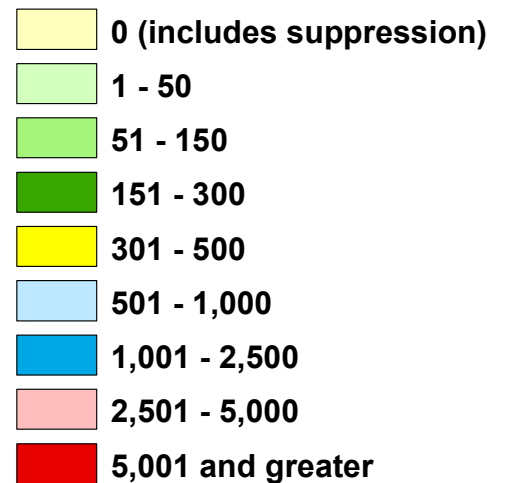 0 (includes suppression)
1 - 50
51 - 150
151 - 300
301 - 500
501 - 1,000
1,001 - 2,500
2,501 - 5,000
5,001 and greater